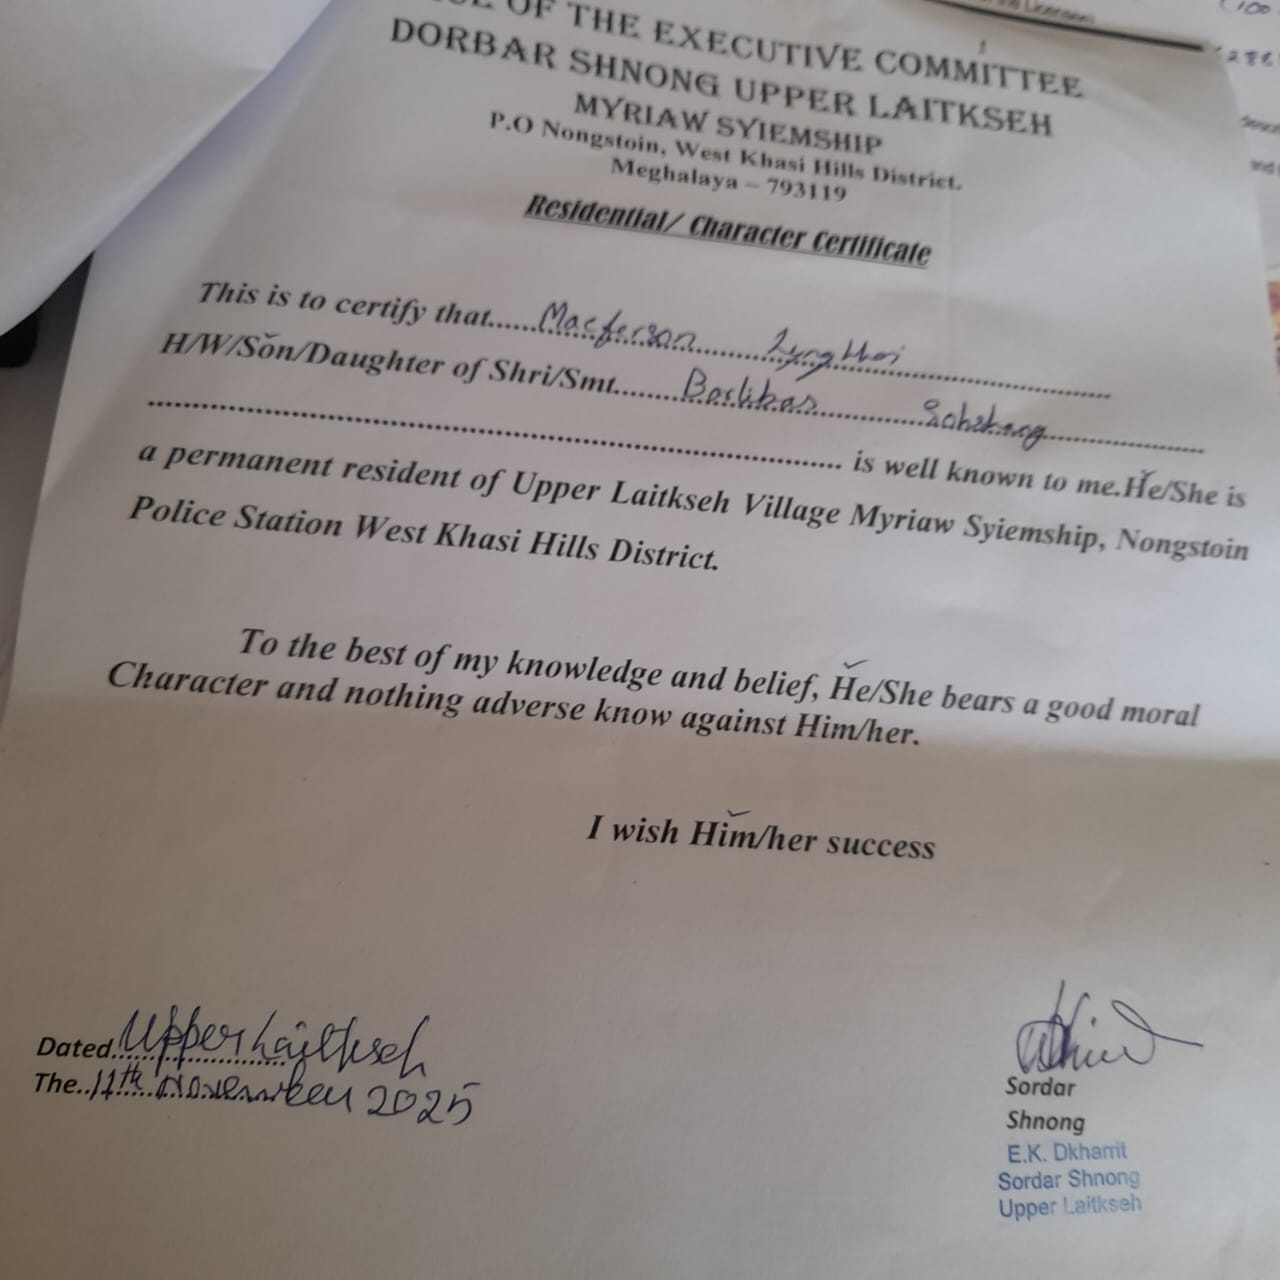 OF THE EXECUTIVE COMMITTEE
DORBAR SHNONG UPPER LAITKSEH
MYRIAW SYIEMSHIP
P.O Nongstoin, West Khasi Hills District.
Meghalaya – 793119
Residential/ Character Certificate
This is to certify that...... Macferson ......
H/W/Son/Daughter of Shri/Smt...... ......
...... is well known to me.He/She is
a permanent resident of Upper Laitkseh Village Myriaw Syiemship, Nongstoin
Police Station West Khasi Hills District.
To the best of my knowledge and belief, He/She bears a good moral
Character and nothing adverse know against Him/her.
I wish Him/her success
Dated Upper Laitkseh
The..11th November 2025
Sordar
Shnong
E.K. Dkharrit
Sordar Shnong
Upper Laitkseh